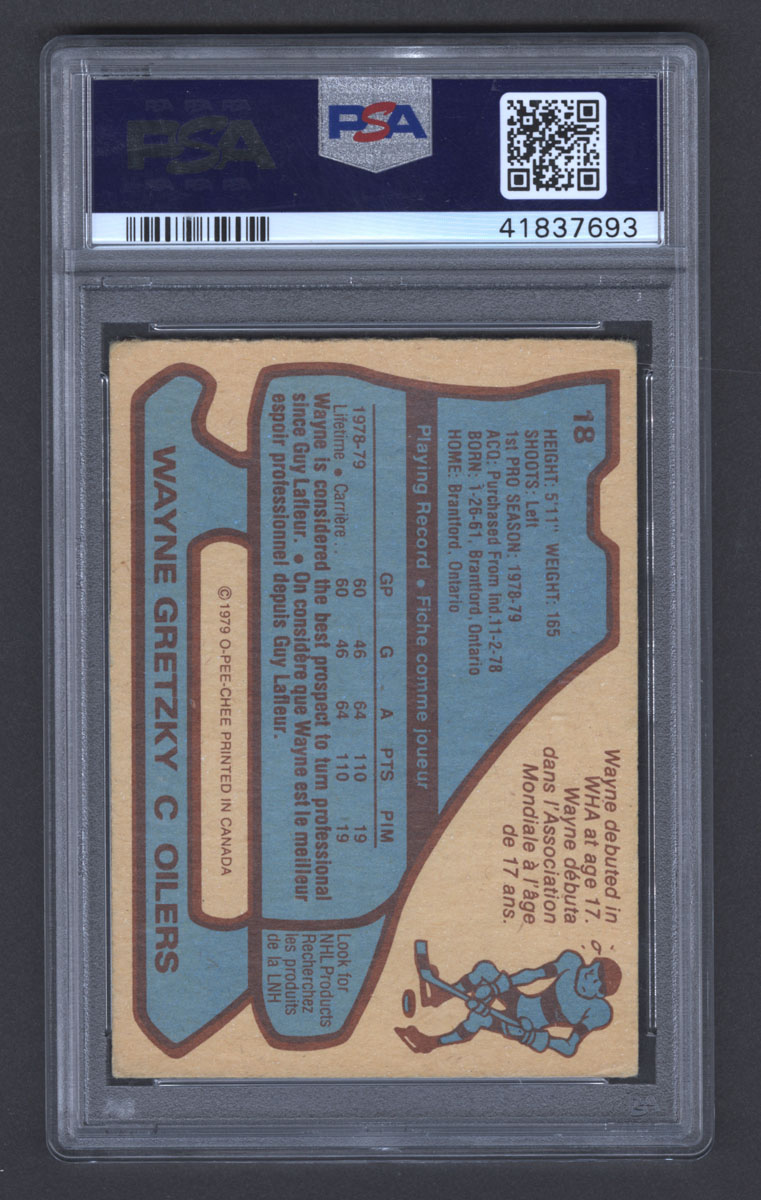 PSA
PSA
41837693
18
HEIGHT: 5'11" WEIGHT: 165
SHOOTS: Left
1st PRO SEASON: 1978-79
ACQ: Purchased From Ind. 11-2-78
BORN: 1-26-61, Brantford, Ontario
HOME: Brantford, Ontario
Wayne debuted in
WHA at age 17.
Wayne débuta
dans l'Association
Mondiale à l'âge
de 17 ans.
Playing Record • Fiche comme joueur
GP G A PTS PIM
1978-79 60 46 64 110 19
Lifetime • Carrière... 60 46 64 110 19
Wayne is considered the best prospect to turn professional
since Guy Lafleur. • On considère que Wayne est le meilleur
espoir professionnel depuis Guy Lafleur.
Look for
NHL Products
Recherchez
les produits
de la LNH
© 1979 O-PEE-CHEE PRINTED IN CANADA
WAYNE GRETZKY C OILERS